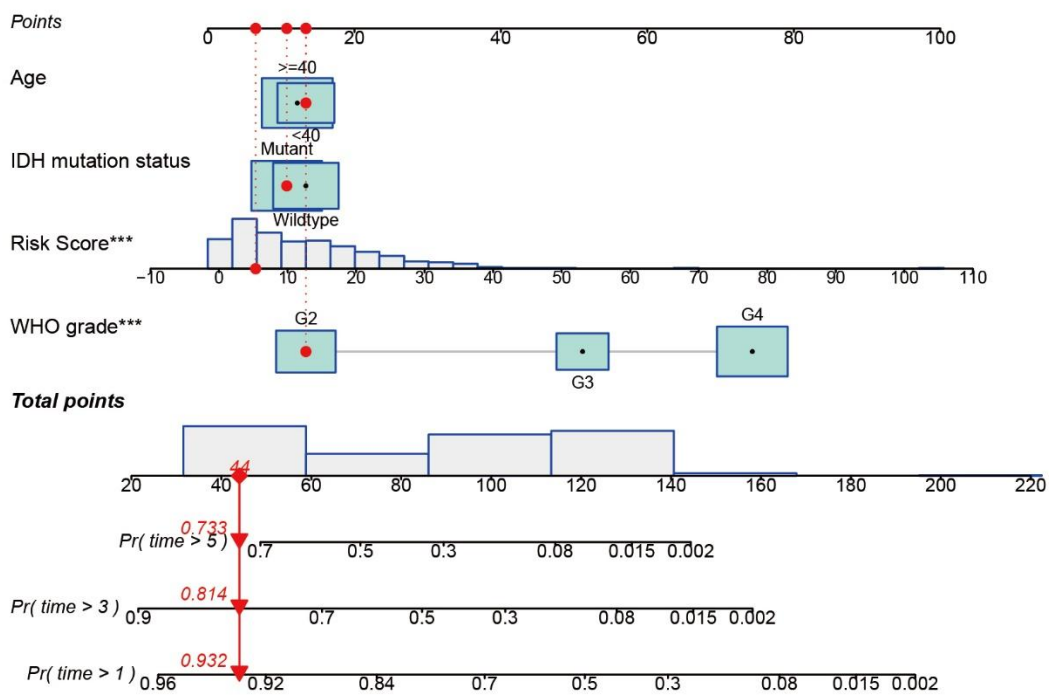 Points
0 20 40 60 80 100
Age
>=40
<40
IDH mutation status
Mutant
Wildtype
Risk Score***
−10 0 10 20 30 40 50 60 70 80 90 100 110
WHO grade***
G2
G3
G4
Total points
44
20 40 60 80 100 120 140 160 180 200 220
0.733
Pr( time > 5 )
0.7 0.5 0.3 0.08 0.015 0.002
0.814
Pr( time > 3 )
0.9 0.7 0.5 0.3 0.08 0.015 0.002
0.932
Pr( time > 1 )
0.96 0.92 0.84 0.7 0.5 0.3 0.08 0.015 0.002